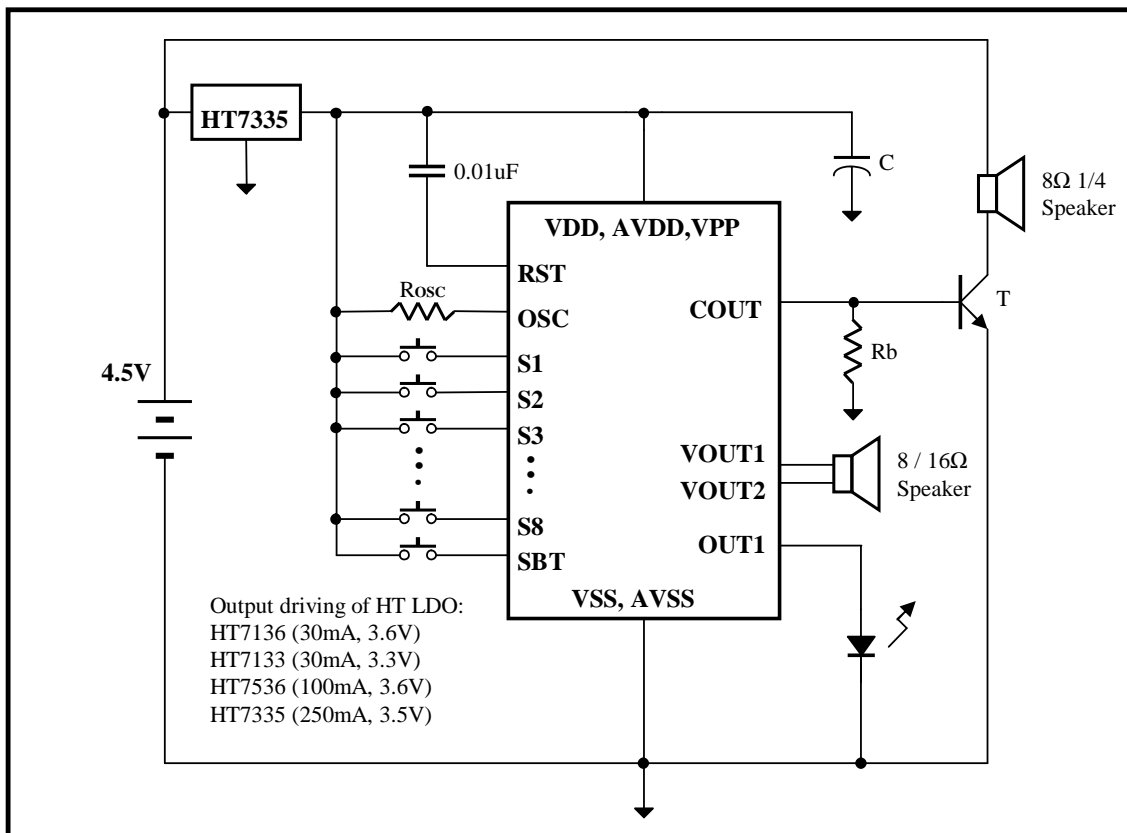 HT7335
0.01uF
C
8Ω 1/4
Speaker
VDD, AVDD,VPP
RST
Rosc
OSC
COUT
T
S1
Rb
4.5V
S2
S3
VOUT1
8 / 16Ω
VOUT2
Speaker
S8
OUT1
SBT
VSS, AVSS
Output driving of HT LDO:
HT7136 (30mA, 3.6V)
HT7133 (30mA, 3.3V)
HT7536 (100mA, 3.6V)
HT7335 (250mA, 3.5V)